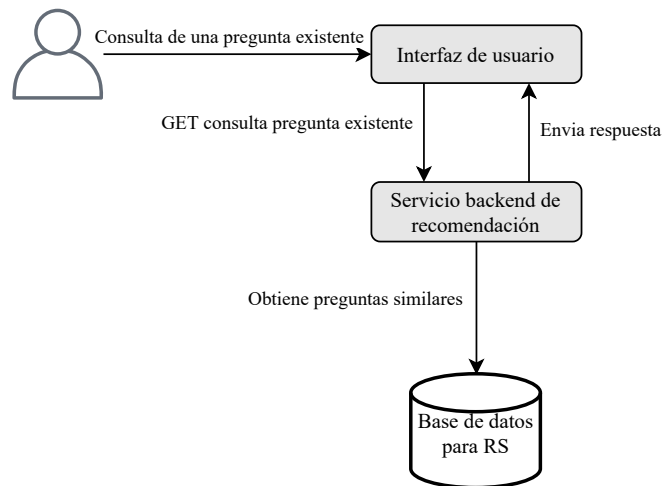 Consulta de una pregunta existente
Interfaz de usuario
GET consulta pregunta existente
Envia respuesta
Servicio backend de
recomendación
Obtiene preguntas similares
Base de datos
para RS